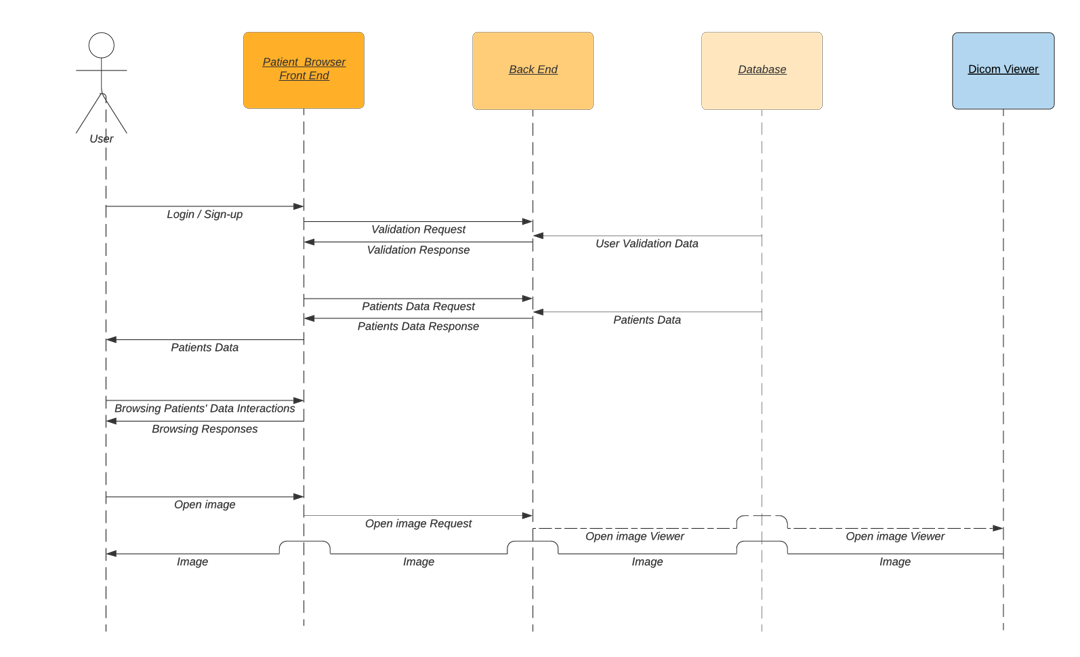 Patient Browser
Front End
Back End
Database
Dicom Viewer
User
Login / Sign-up
Validation Request
User Validation Data
Validation Response
Patients Data Request
Patients Data
Patients Data Response
Patients Data
Browsing Patients' Data Interactions
Browsing Responses
Open image
Open image Request
Open image Viewer
Open image Viewer
Image
Image
Image
Image